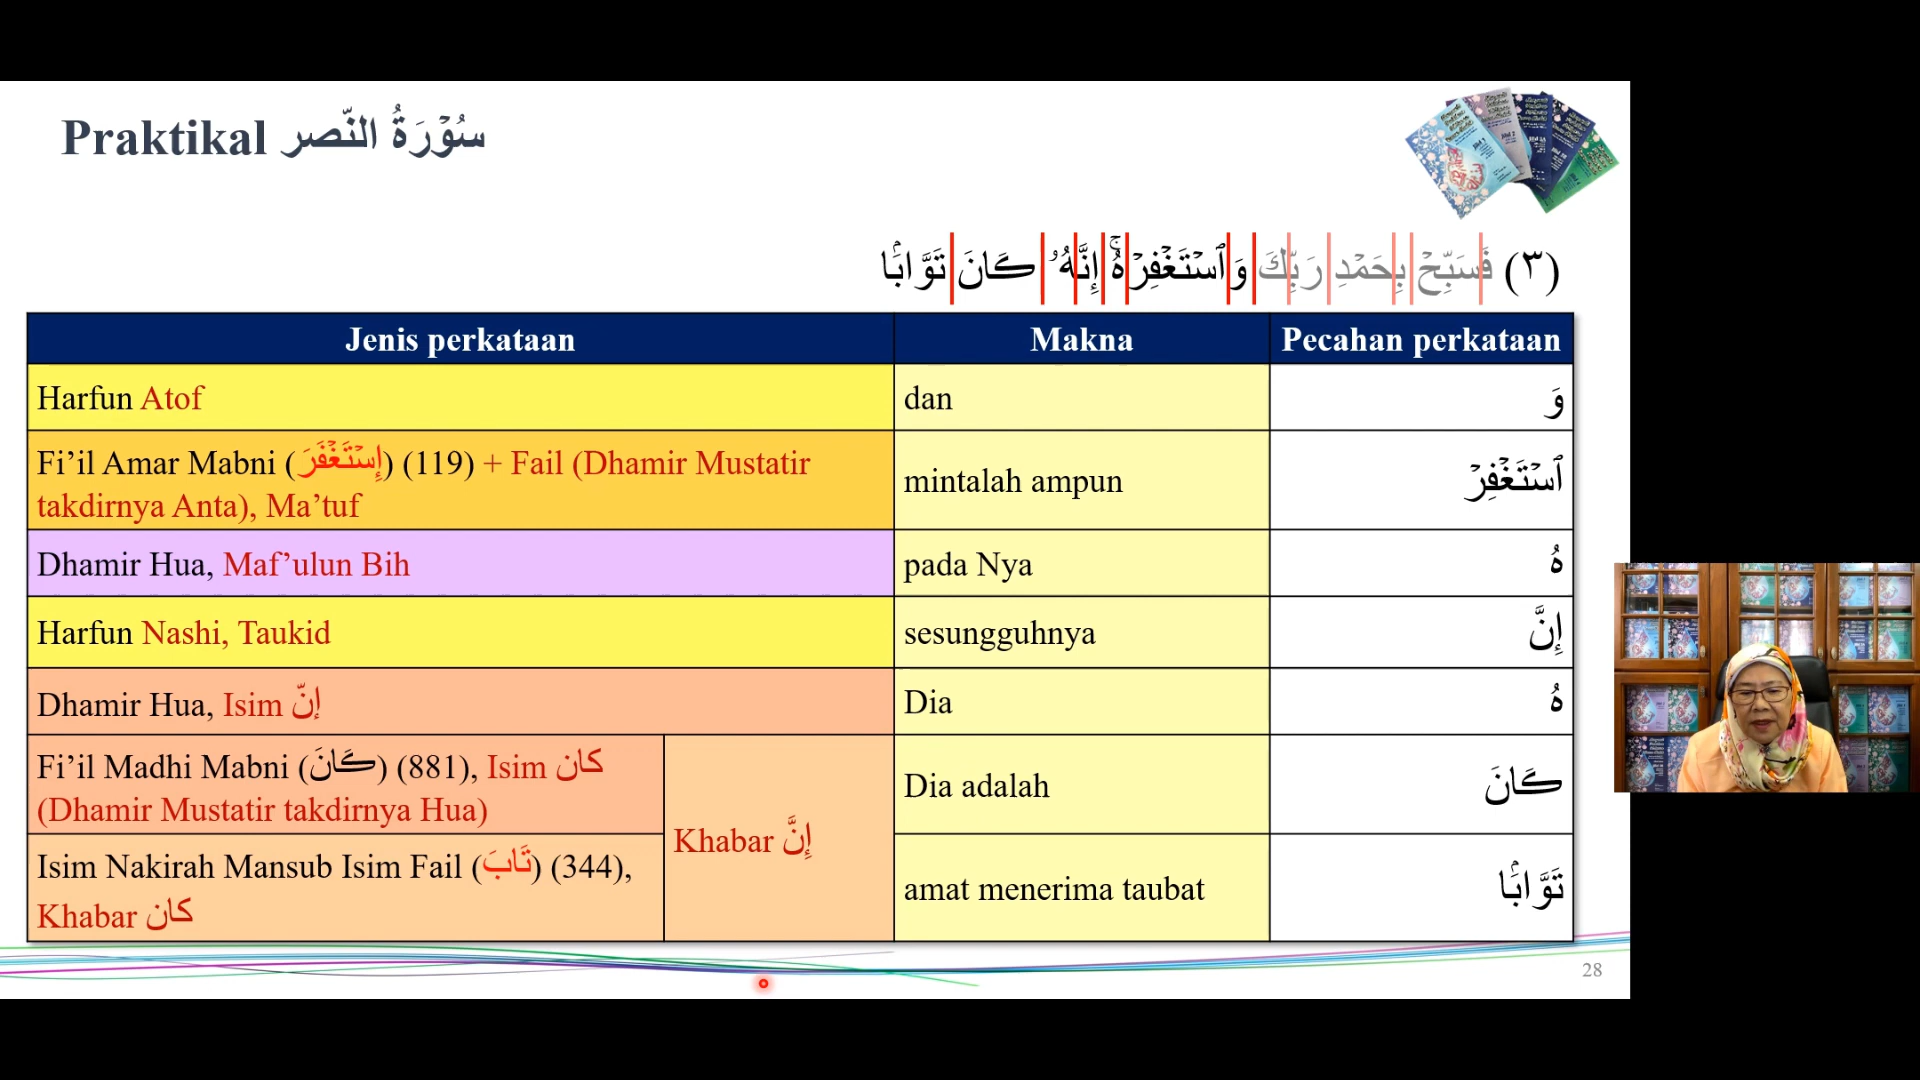 Praktikal سُوْرَةُ النّصر
(٣) فَسَبِّحۡ بِحَمۡدِ رَبِّكَ وَٱسۡتَغۡفِرۡهُۚ إِنَّهُۥ كَانَ تَوَّابَۢا
Jenis perkataan Makna Pecahan perkataan
Harfun Atof dan وَ
Fi’il Amar Mabni (إِسۡتَغۡفَرَ) (119) + Fail (Dhamir Mustatir
takdirnya Anta), Ma’tuf mintalah ampun ٱسۡتَغۡفِرۡ
Dhamir Hua, Maf’ulun Bih pada Nya هُ
Harfun Nashi, Taukid sesungguhnya إِنَّ
Dhamir Hua, Isim إنّ Dia هُ
Fi’il Madhi Mabni (كَانَ) (881), Isim كان
(Dhamir Mustatir takdirnya Hua) Dia adalah كَانَ
Khabar إِنَّ
Isim Nakirah Mansub Isim Fail (تَابَ) (344),
Khabar كان amat menerima taubat تَوَّابَۢا
28